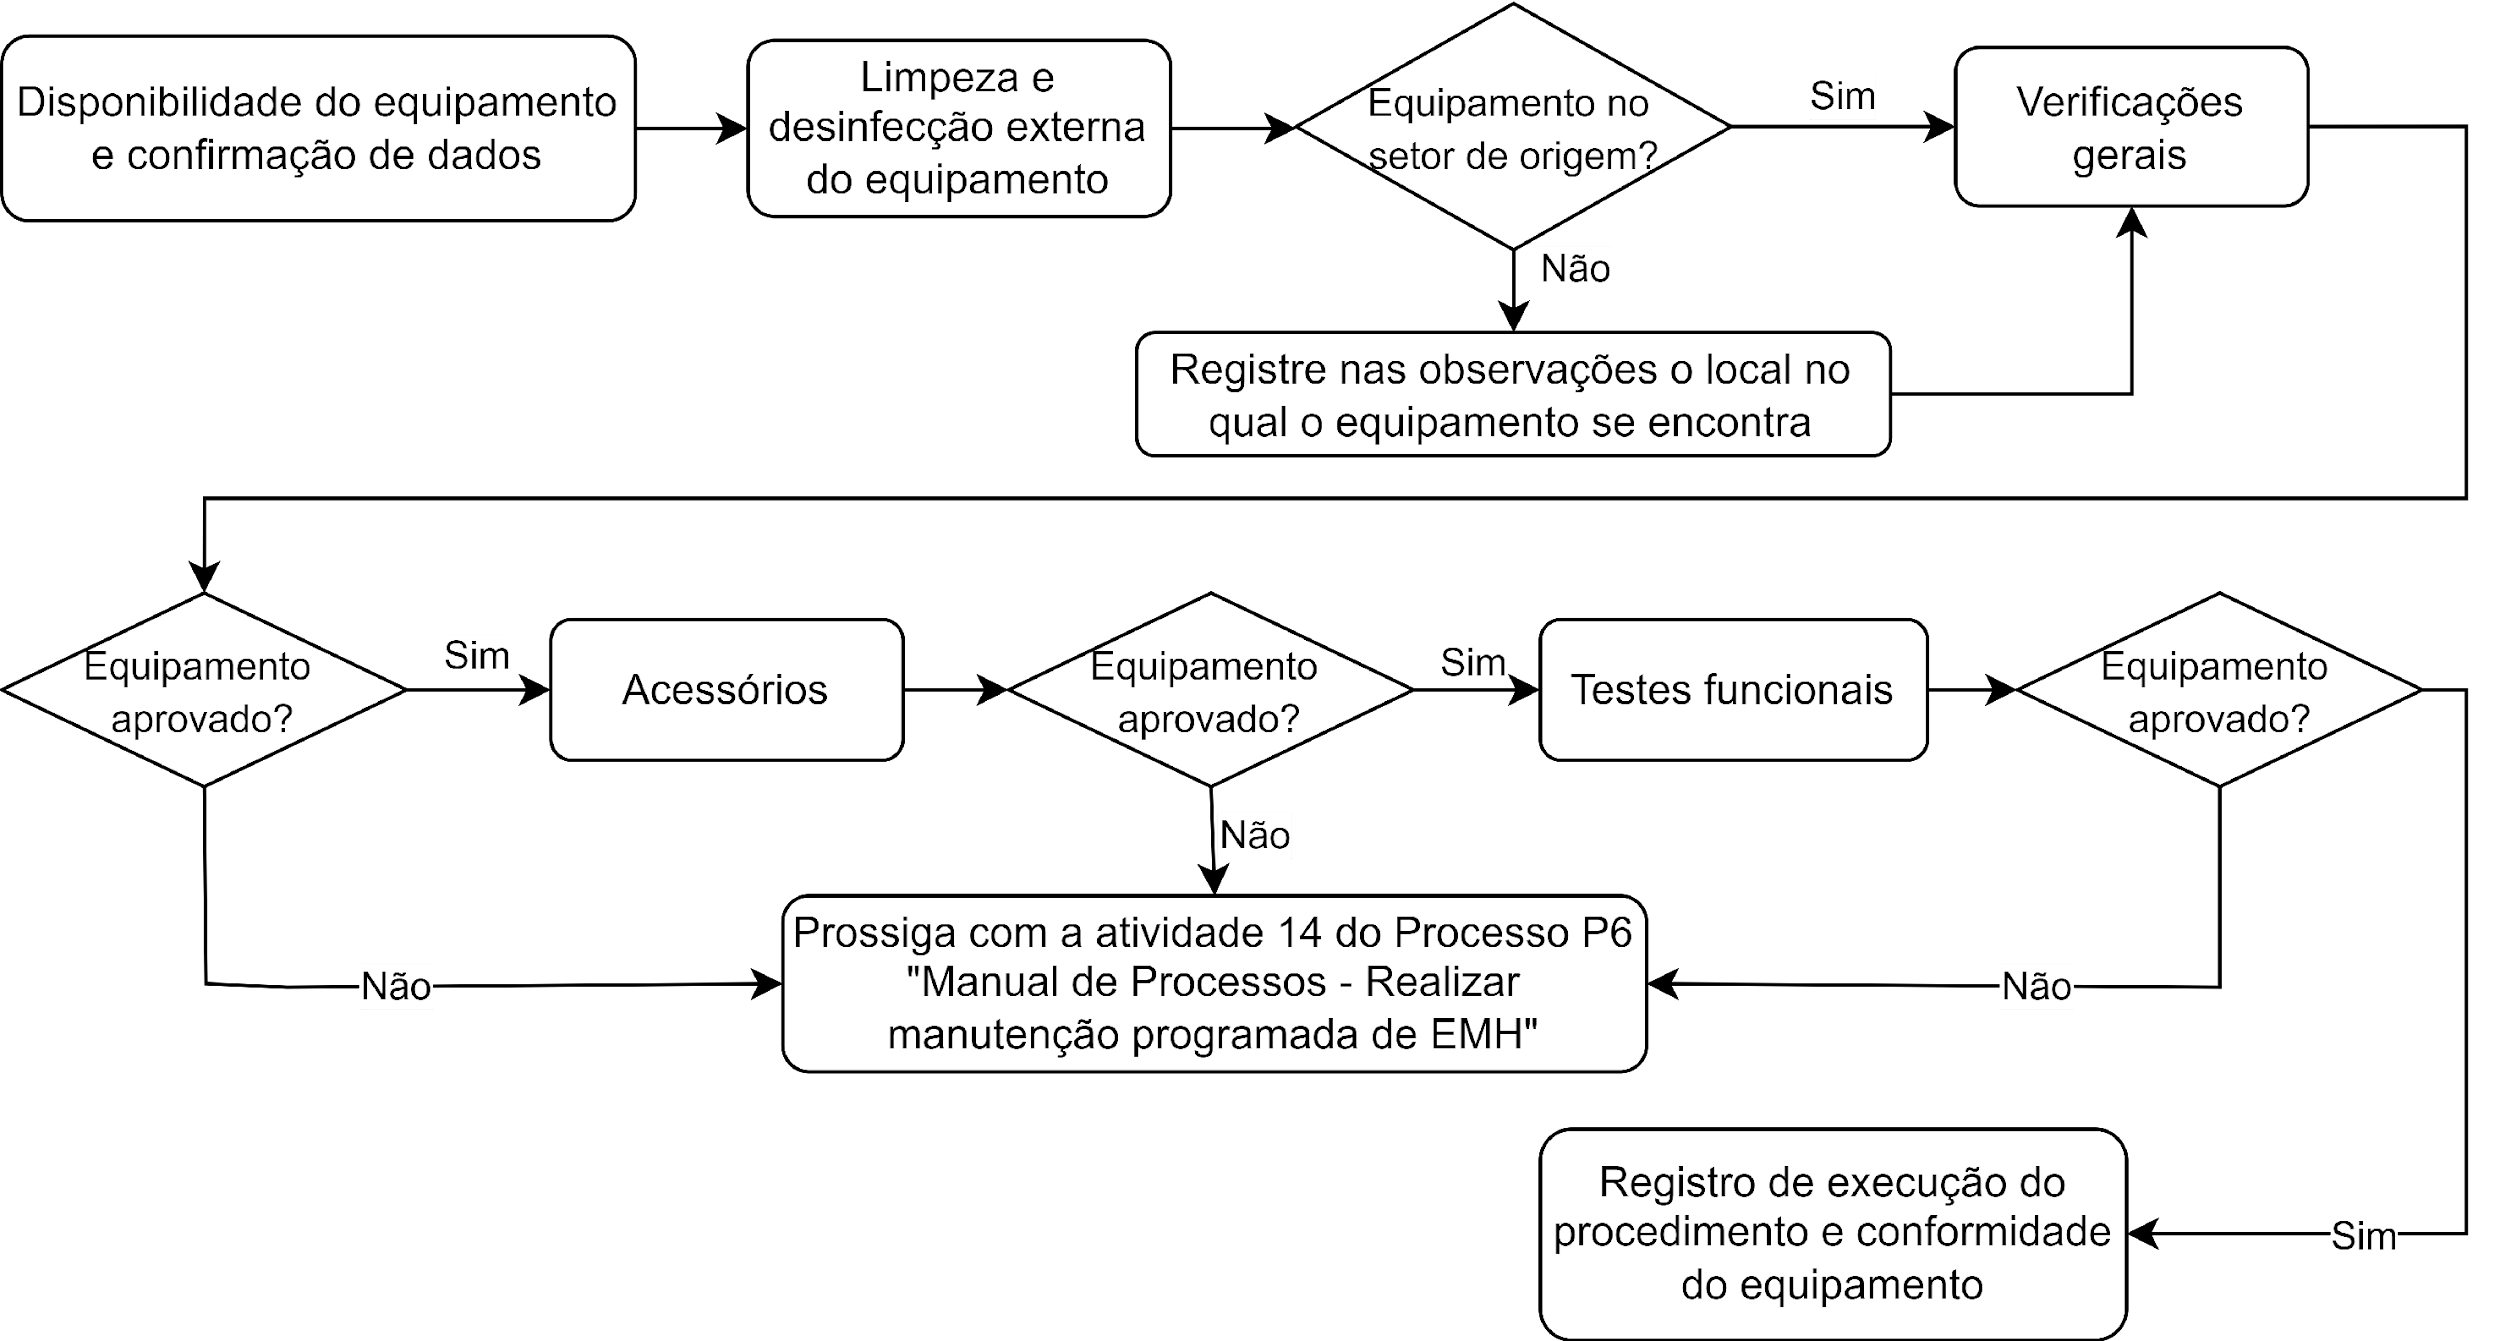 Disponibilidade do equipamento
e confirmação de dados
Limpeza e
desinfecção externa
do equipamento
Equipamento no
setor de origem?
Sim
Verificações
gerais
Não
Registre nas observações o local no
qual o equipamento se encontra
Equipamento
aprovado?
Sim
Acessórios
Equipamento
aprovado?
Sim
Testes funcionais
Equipamento
aprovado?
Não
Prossiga com a atividade 14 do Processo P6
"Manual de Processos - Realizar
manutenção programada de EMH"
Não
Não
Registro de execução do
procedimento e conformidade
do equipamento
Sim